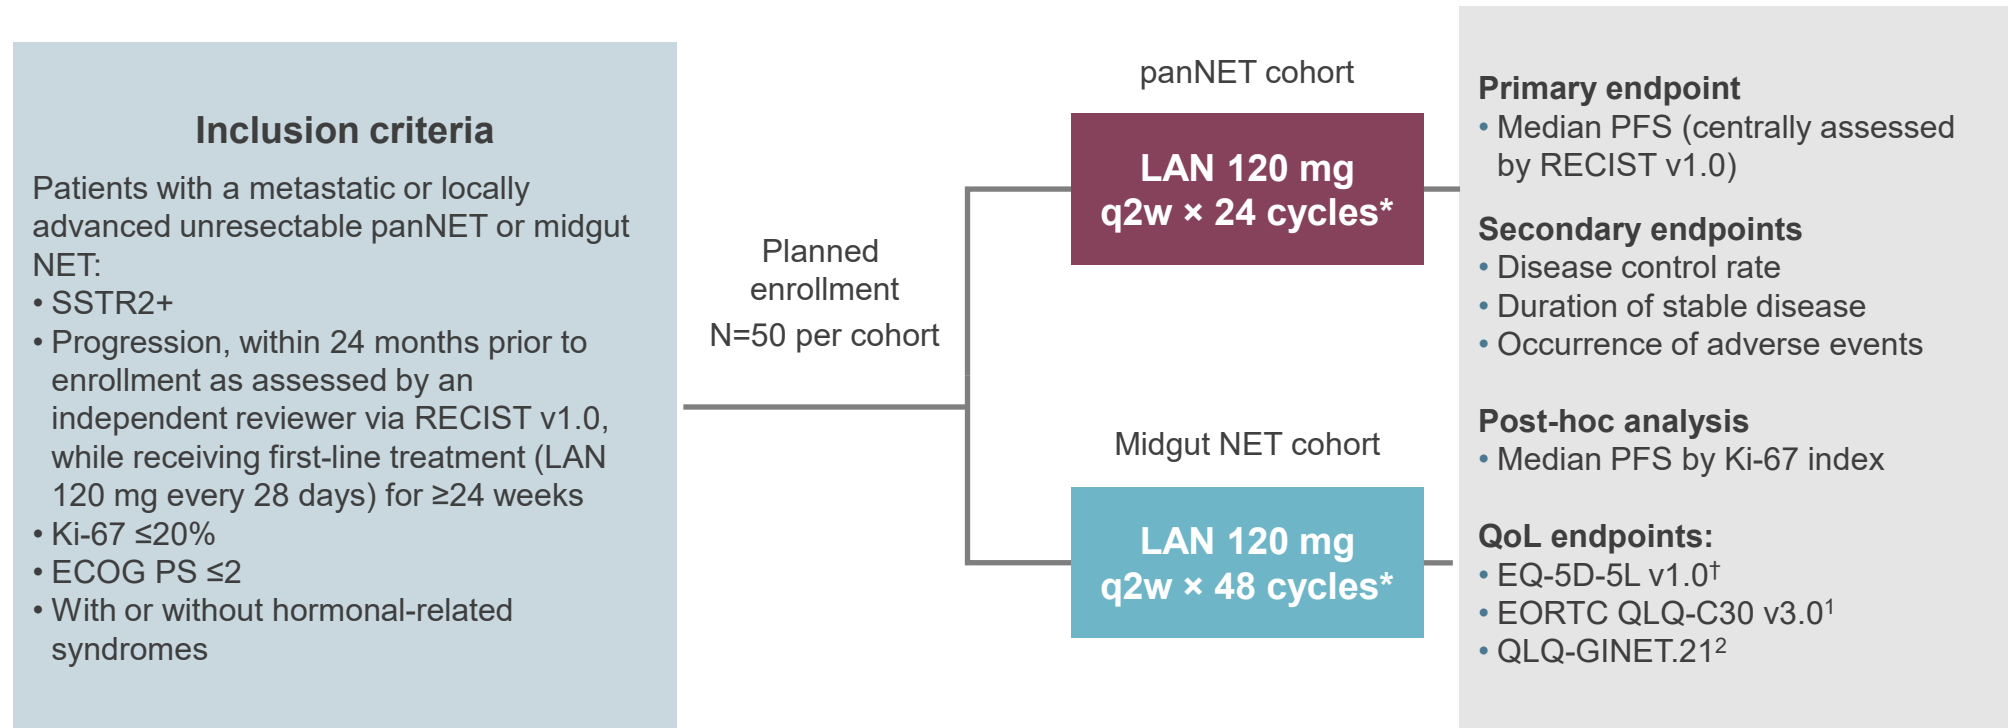 Inclusion criteria
Patients with a metastatic or locally
advanced unresectable panNET or midgut
NET:
• SSTR2+
• Progression, within 24 months prior to
enrollment as assessed by an
independent reviewer via RECIST v1.0,
while receiving first-line treatment (LAN
120 mg every 28 days) for ≥24 weeks
• Ki-67 ≤20%
• ECOG PS ≤2
• With or without hormonal-related
syndromes
Planned
enrollment
N=50 per cohort
panNET cohort
LAN 120 mg
q2w × 24 cycles*
Midgut NET cohort
LAN 120 mg
q2w × 48 cycles*
Primary endpoint
• Median PFS (centrally assessed
by RECIST v1.0)
Secondary endpoints
• Disease control rate
• Duration of stable disease
• Occurrence of adverse events
Post-hoc analysis
• Median PFS by Ki-67 index
QoL endpoints:
• EQ-5D-5L v1.0†
• EORTC QLQ-C30 v3.0¹
• QLQ-GINET.21²